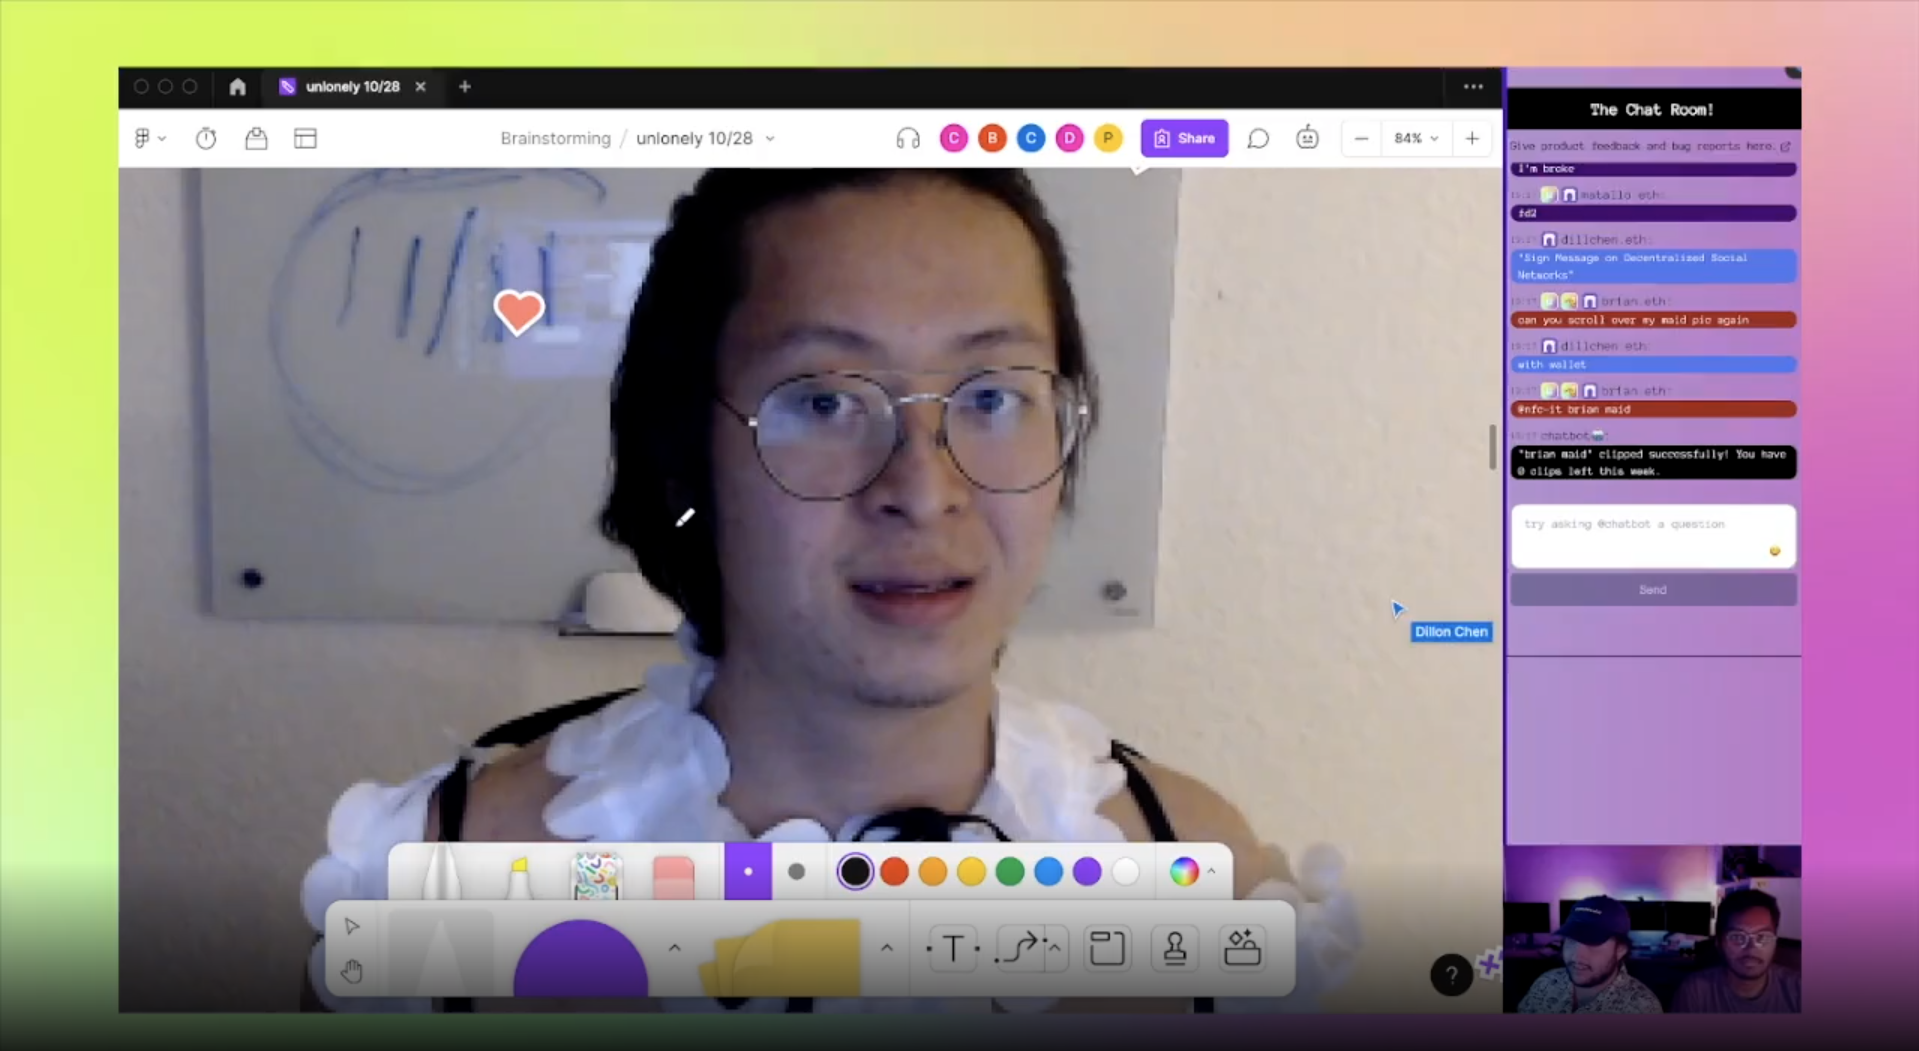 unlonely 10/28
Brainstorming / unlonely 10/28
C B C D P
Share
84%
The Chat Room!
Give product feedback and bug reports here.
I'm broke
matallo.eth:
fd2
dillchen.eth:
"Sign Message on Decentralized Social
Networks"
brian.eth:
can you scroll over my maid pic again
dillchen.eth:
with wallet
brian.eth:
@nfc-it brian maid
chatbot
"brian maid" clipped successfully! You have
0 clips left this week.
try asking @chatbot a question
Send
Dillon Chen
T
?